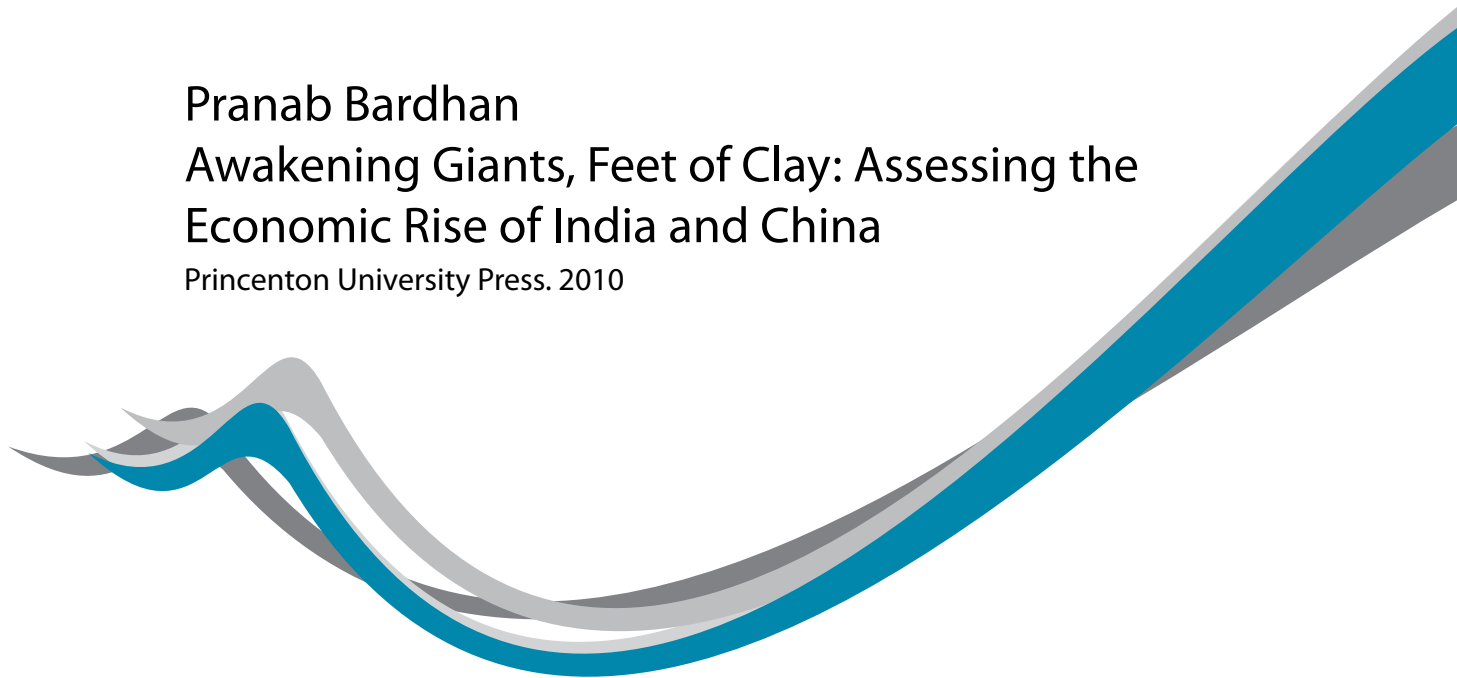 Pranab Bardhan
Awakening Giants, Feet of Clay: Assessing the
Economic Rise of India and China
Princenton University Press. 2010